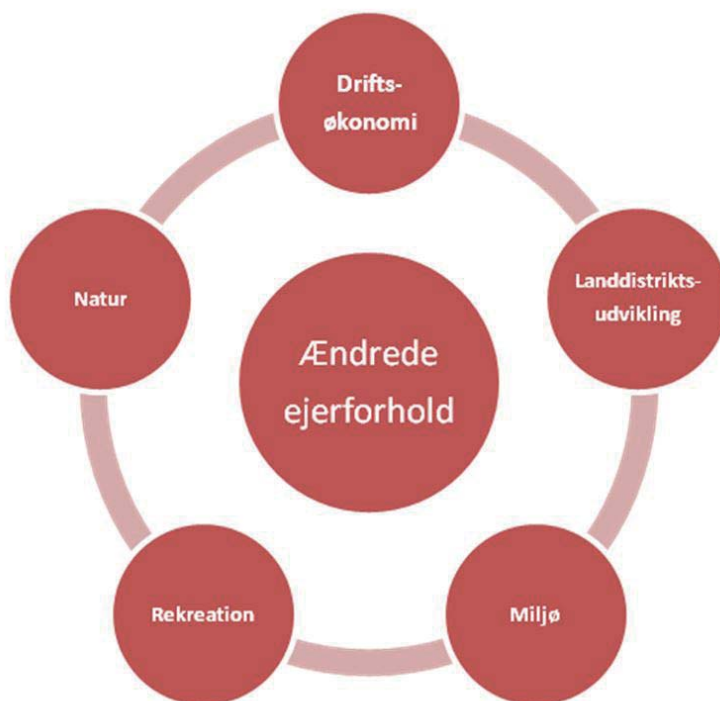 Drifts-
økonomi
Landdistrikts-
udvikling
Natur
Ændrede
ejerforhold
Rekreation
Miljø